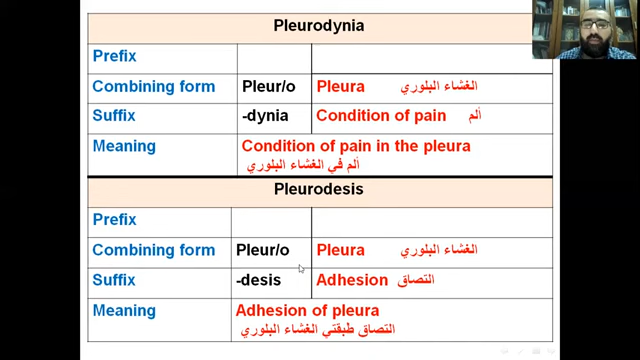 Pleurodynia
Prefix
Combining form Pleur/o Pleura الغشاء البلوري
Suffix -dynia Condition of pain ألم
Meaning Condition of pain in the pleura
ألم في الغشاء البلوري
Pleurodesis
Prefix
Combining form Pleur/o Pleura الغشاء البلوري
Suffix -desis Adhesion التصاق
Meaning Adhesion of pleura
التصاق طبقتي الغشاء البلوري